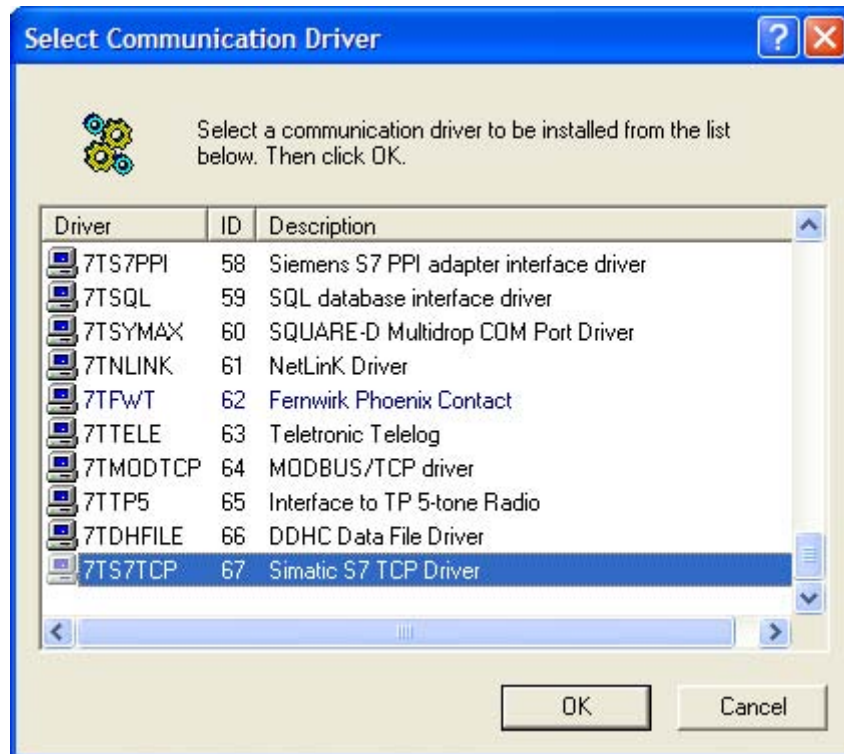 Select Communication Driver
Select a communication driver to be installed from the list
below. Then click OK.
Driver ID Description
7TS7PPI 58 Siemens S7 PPI adapter interface driver
7TSQL 59 SQL database interface driver
7TSYMAX 60 SQUARE-D Multidrop COM Port Driver
7TNLINK 61 NetLinK Driver
7TFWT 62 Fernwirk Phoenix Contact
7TTELE 63 Teletronic Telelog
7TMODTCP 64 MODBUS/TCP driver
7TTP5 65 Interface to TP 5-tone Radio
7TDHFILE 66 DDHC Data File Driver
7TS7TCP 67 Simatic S7 TCP Driver
OK Cancel